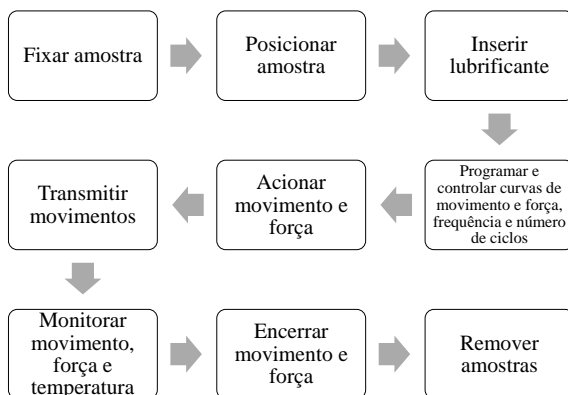 Fixar amostra
Posicionar
amostra
Inserir
lubrificante
Programar e
controlar curvas de
movimento e força,
frequência e número
de ciclos
Acionar
movimento e
força
Transmitir
movimentos
Monitorar
movimento,
força e
temperatura
Encerrar
movimento e
força
Remover
amostras